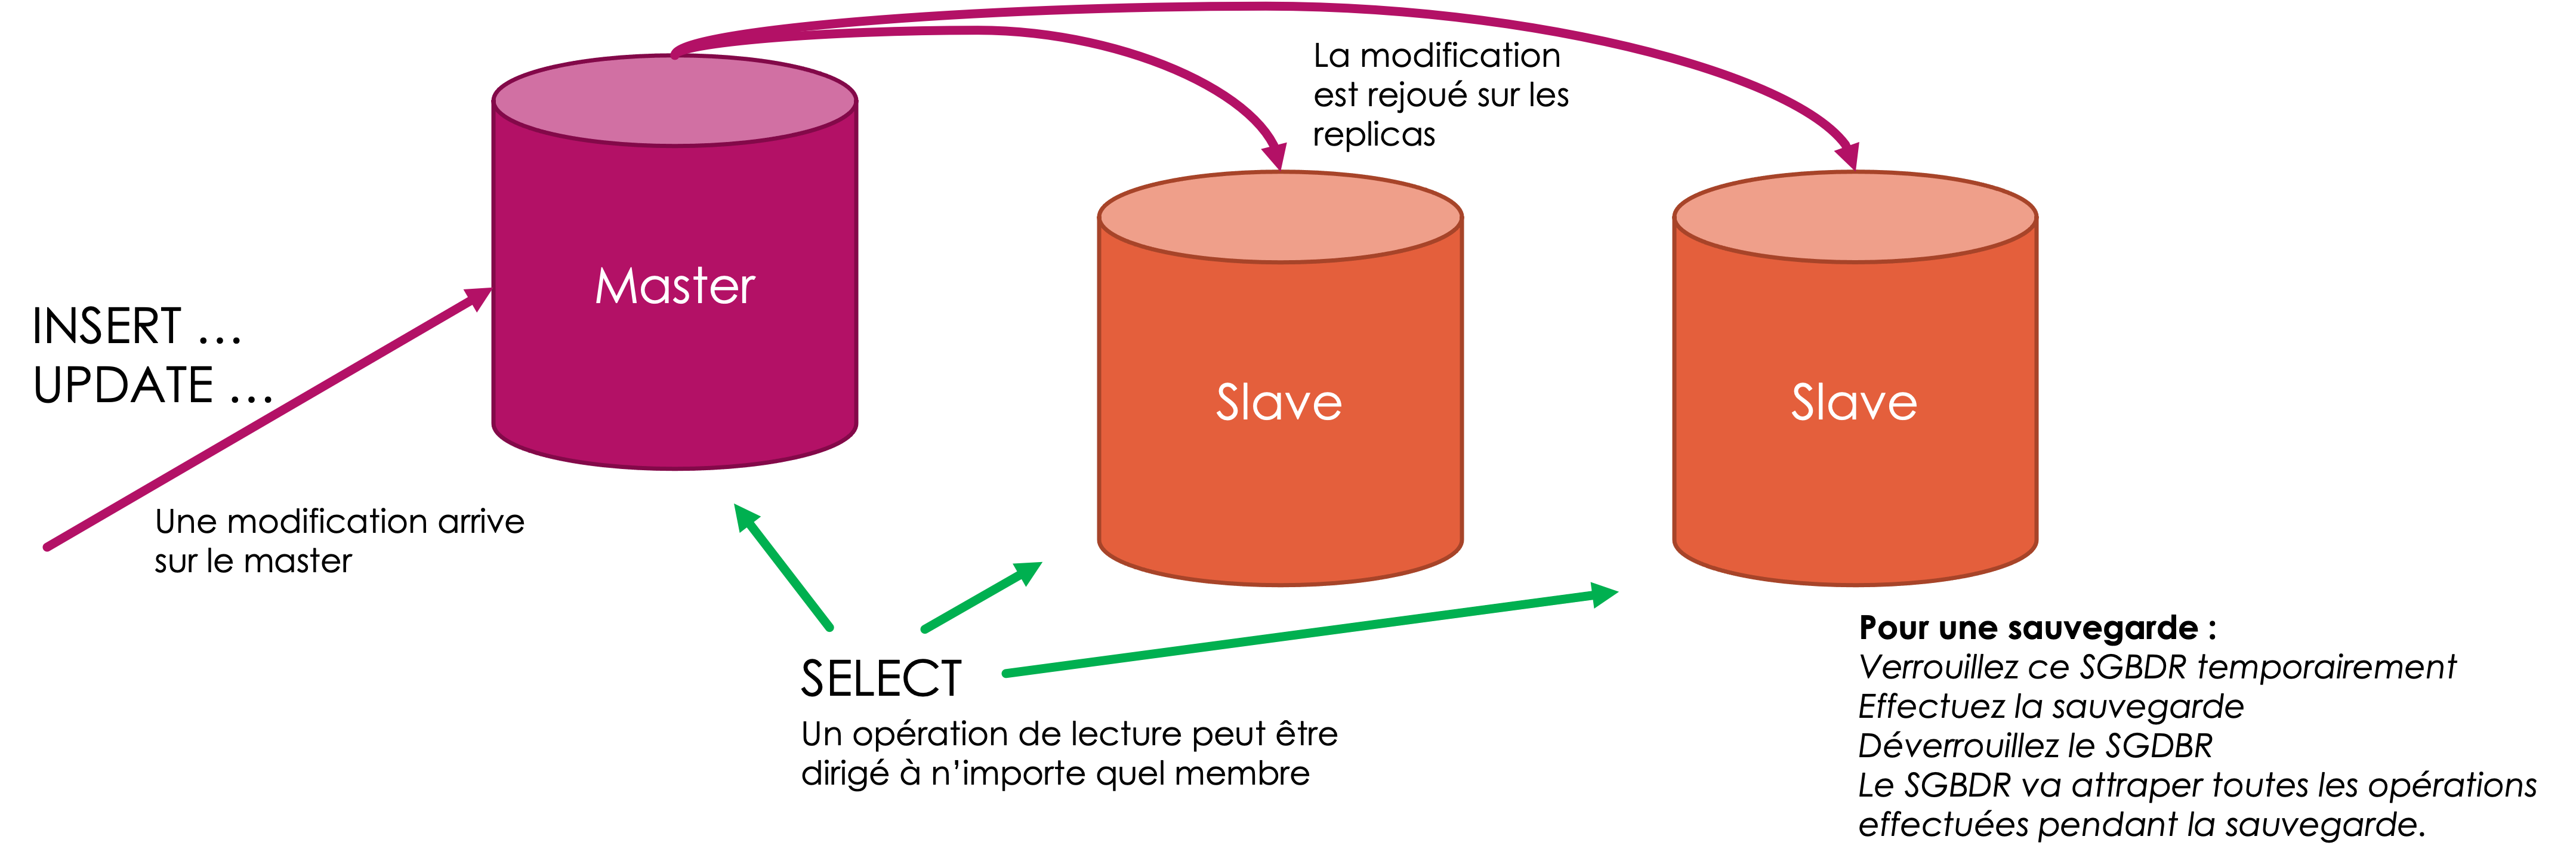 La modification
est rejoué sur les
replicas
Master
INSERT …
UPDATE …
Slave
Slave
Une modification arrive
sur le master
SELECT
Un opération de lecture peut être
dirigé à n’importe quel membre
Pour une sauvegarde :
Verrouillez ce SGBDR temporairement
Effectuez la sauvegarde
Déverrouillez le SGDBR
Le SGBDR va attraper toutes les opérations
effectuées pendant la sauvegarde.